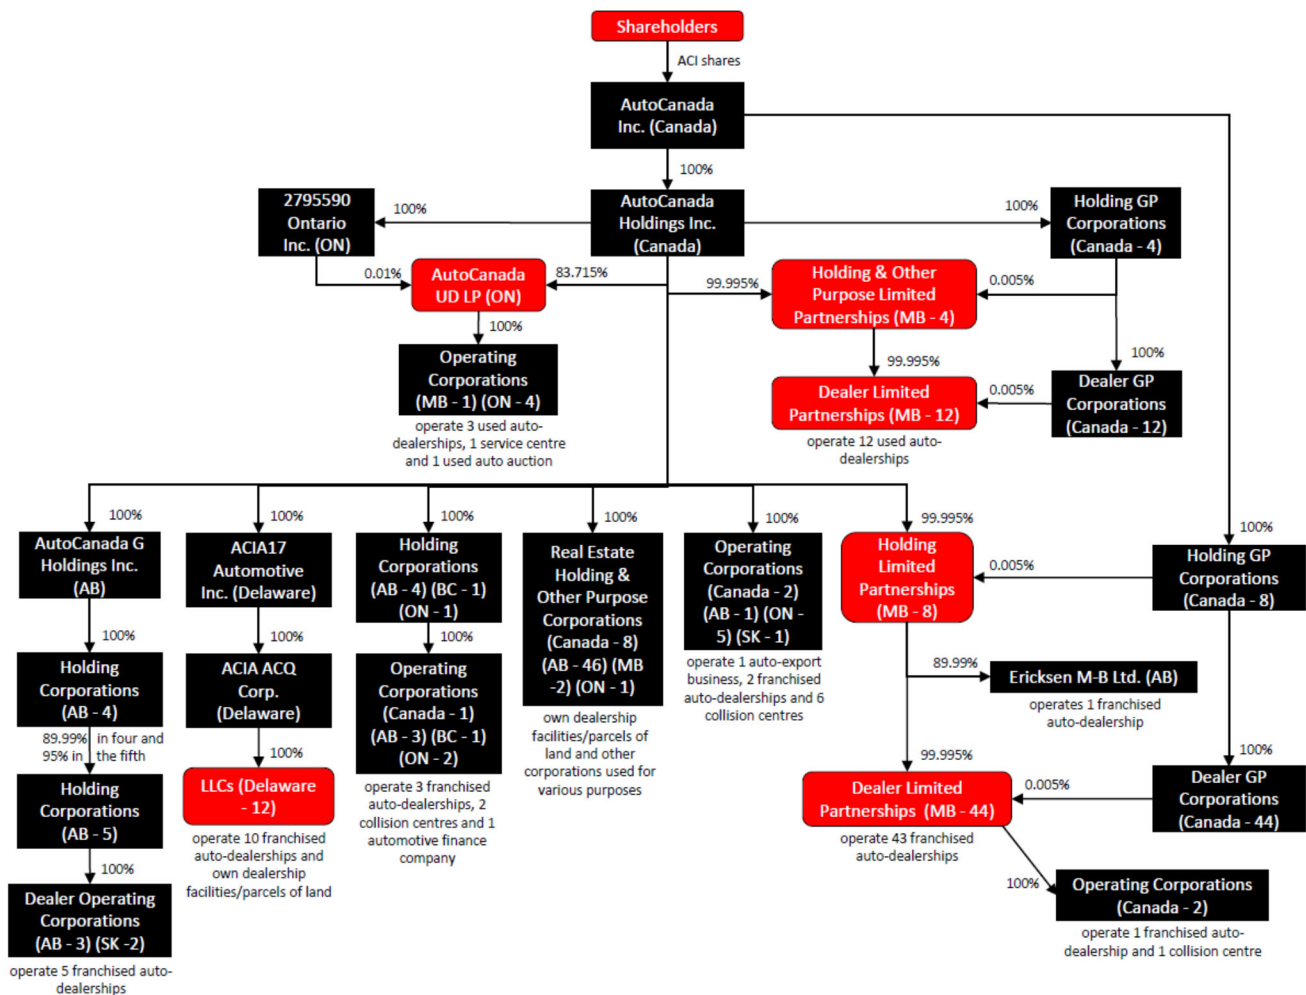 Shareholders
ACI shares
AutoCanada
Inc. (Canada)
100%
2795590
Ontario
Inc. (ON)
100%
AutoCanada
Holdings Inc.
(Canada)
100%
Holding GP
Corporations
(Canada - 4)
0.01%
AutoCanada
UD LP (ON)
83.715%
99.995%
Holding & Other
Purpose Limited
Partnerships (MB - 4)
0.005%
100%
Operating
Corporations
(MB - 1) (ON - 4)
operate 3 used auto-
dealerships, 1 service centre
and 1 used auto auction
99.995%
100%
Dealer Limited
Partnerships (MB - 12)
0.005%
Dealer GP
Corporations
(Canada - 12)
operate 12 used auto-
dealerships
100%
AutoCanada G
Holdings Inc.
(AB)
100%
Holding
Corporations
(AB - 4)
89.99% in four and
95% in the fifth
Holding
Corporations
(AB - 5)
100%
Dealer Operating
Corporations
(AB - 3) (SK -2)
operate 5 franchised auto-
dealerships
100%
ACIA17
Automotive
Inc. (Delaware)
100%
ACIA ACQ
Corp.
(Delaware)
100%
LLCs (Delaware
- 12)
operate 10 franchised
auto-dealerships and
own dealership
facilities/parcels of land
100%
Holding
Corporations
(AB - 4) (BC - 1)
(ON - 1)
100%
Operating
Corporations
(Canada - 1)
(AB - 3) (BC - 1)
(ON - 2)
operate 3 franchised
auto-dealerships, 2
collision centres and 1
automotive finance
company
100%
Real Estate
Holding &
Other Purpose
Corporations
(Canada - 8)
(AB - 46) (MB
-2) (ON - 1)
own dealership
facilities/parcels of
land and other
corporations used for
various purposes
100%
Operating
Corporations
(Canada - 2)
(AB - 1) (ON -
5) (SK - 1)
operate 1 auto-export
business, 2 franchised
auto-dealerships and 6
collision centres
99.995%
Holding
Limited
Partnerships
(MB - 8)
0.005%
100%
Holding GP
Corporations
(Canada - 8)
89.99%
Ericksen M-B Ltd. (AB)
operates 1 franchised
auto-dealership
99.995%
100%
Dealer Limited
Partnerships (MB - 44)
0.005%
Dealer GP
Corporations
(Canada - 44)
operate 43 franchised
auto-dealerships
100%
Operating Corporations
(Canada - 2)
operate 1 franchised auto-
dealership and 1 collision centre